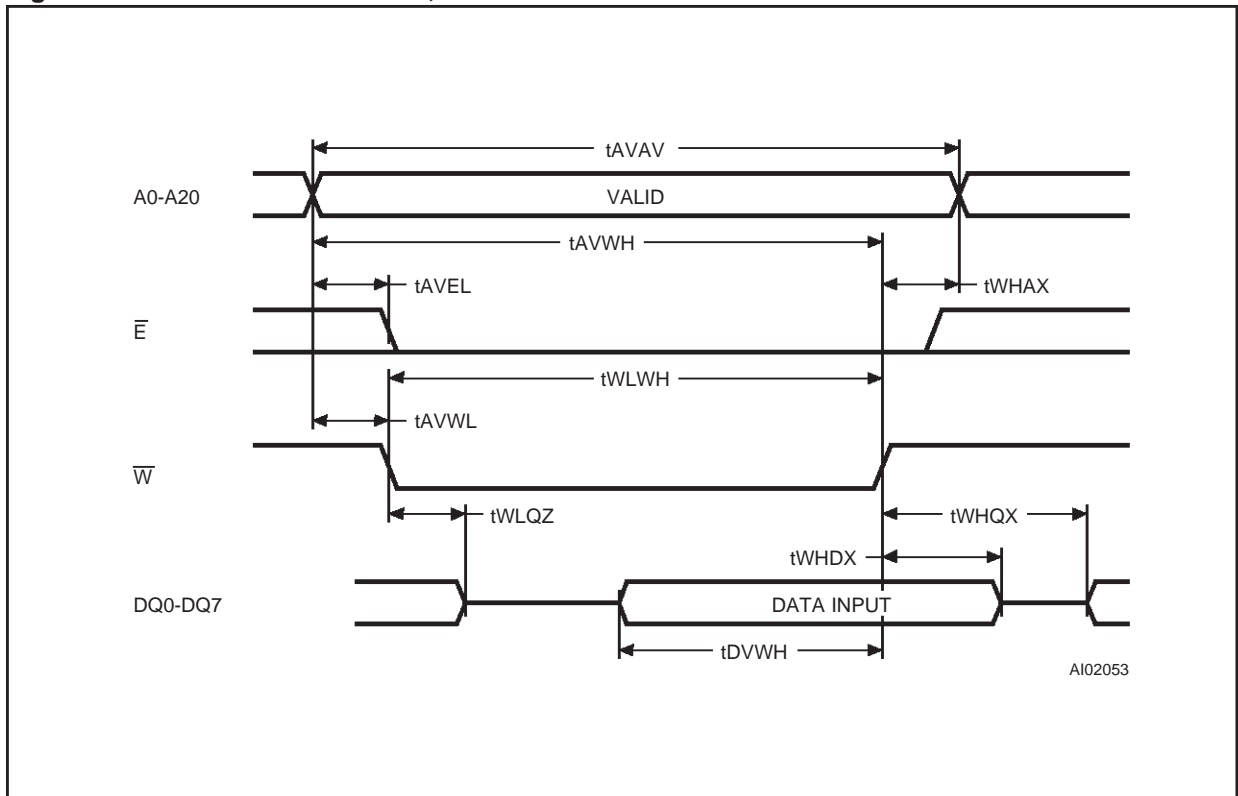 tAVAV
A0-A20
VALID
tAVWH
tAVEL
tWHAX
E̅
tWLWH
tAVWL
W̅
tWLQZ
tWHQX
tWHDX
DQ0-DQ7
DATA INPUT
tDVWH
AI02053